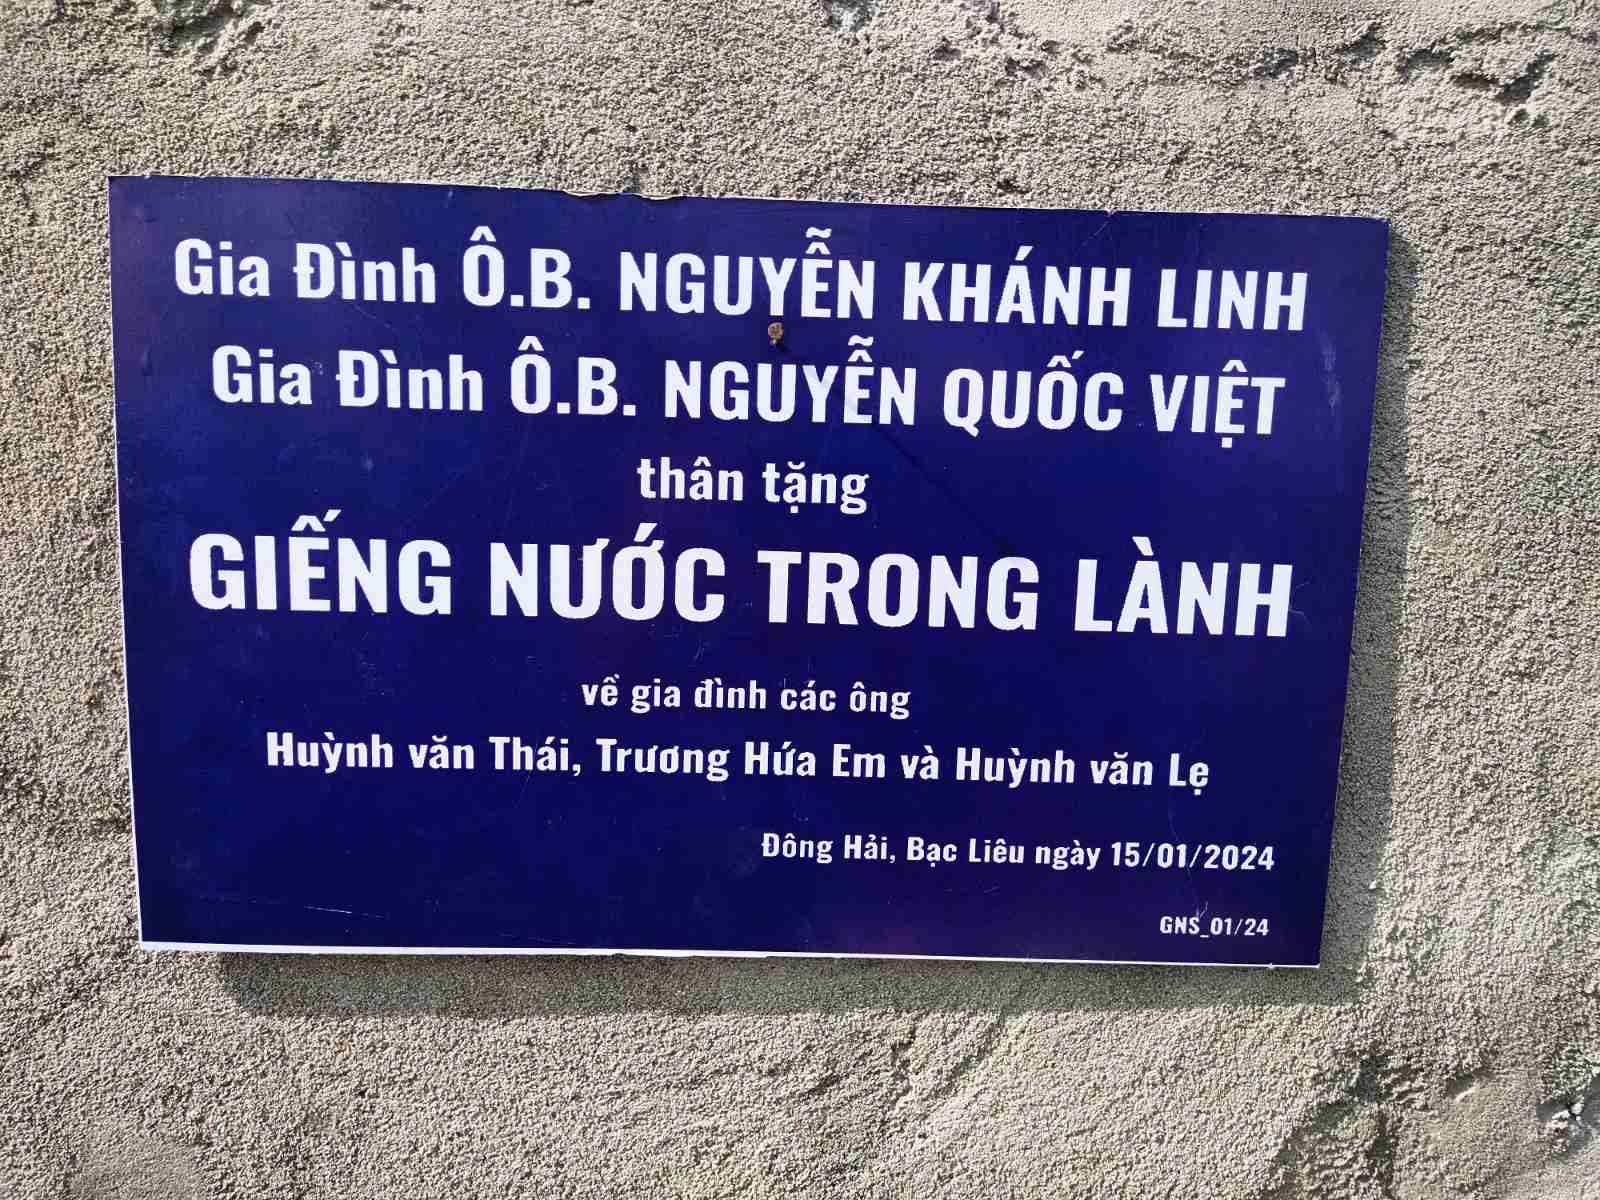 Gia Đình Ô.B. NGUYỄN KHÁNH LINH
Gia Đình Ô.B. NGUYỄN QUỐC VIỆT
thân tặng
GIẾNG NƯỚC TRONG LÀNH
về gia đình các ông
Huỳnh văn Thái, Trương Hứa Em và Huỳnh văn Lẹ
Đông Hải, Bạc Liêu ngày 15/01/2024
GNS_01/24